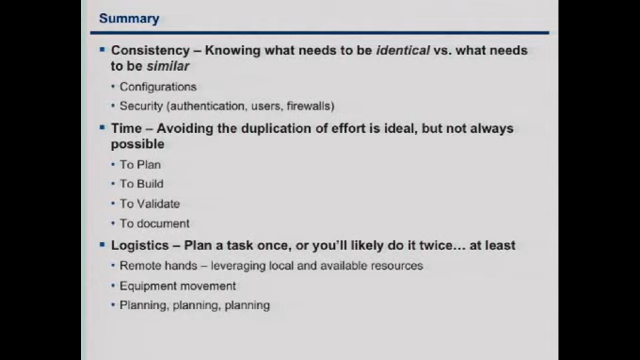 Summary
Consistency – Knowing what needs to be identical vs. what needs
to be similar
• Configurations
• Security (authentication, users, firewalls)
Time – Avoiding the duplication of effort is ideal, but not always
possible
• To Plan
• To Build
• To Validate
• To document
Logistics – Plan a task once, or you'll likely do it twice… at least
• Remote hands – leveraging local and available resources
• Equipment movement
• Planning, planning, planning